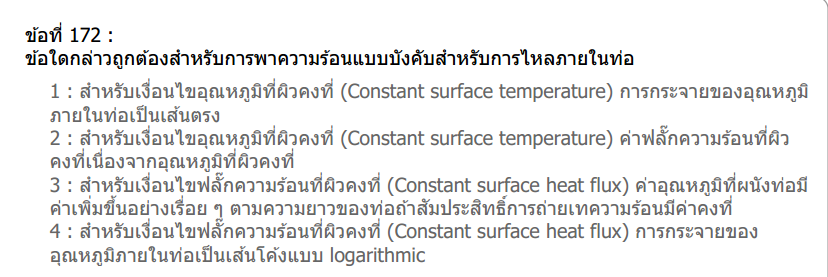 ข้อที่ 172 :
ข้อใดกล่าวถูกต้องสำหรับการพาความร้อนแบบบังคับสำหรับการไหลภายในท่อ
1 : สำหรับเงื่อนไขอุณหภูมิที่ผิวคงที่ (Constant surface temperature) การกระจายของอุณหภูมิ
ภายในท่อเป็นเส้นตรง
2 : สำหรับเงื่อนไขอุณหภูมิที่ผิวคงที่ (Constant surface temperature) ค่าฟลั๊กความร้อนที่ผิว
คงที่เนื่องจากอุณหภูมิที่ผิวคงที่
3 : สำหรับเงื่อนไขฟลั๊กความร้อนที่ผิวคงที่ (Constant surface heat flux) ค่าอุณหภูมิที่ผนังท่อมี
ค่าเพิ่มขึ้นอย่างเรื่อย ๆ ตามความยาวของท่อถ้าสัมประสิทธิ์การถ่ายเทความร้อนมีค่าคงที่
4 : สำหรับเงื่อนไขฟลั๊กความร้อนที่ผิวคงที่ (Constant surface heat flux) การกระจายของ
อุณหภูมิภายในท่อเป็นเส้นโค้งแบบ logarithmic